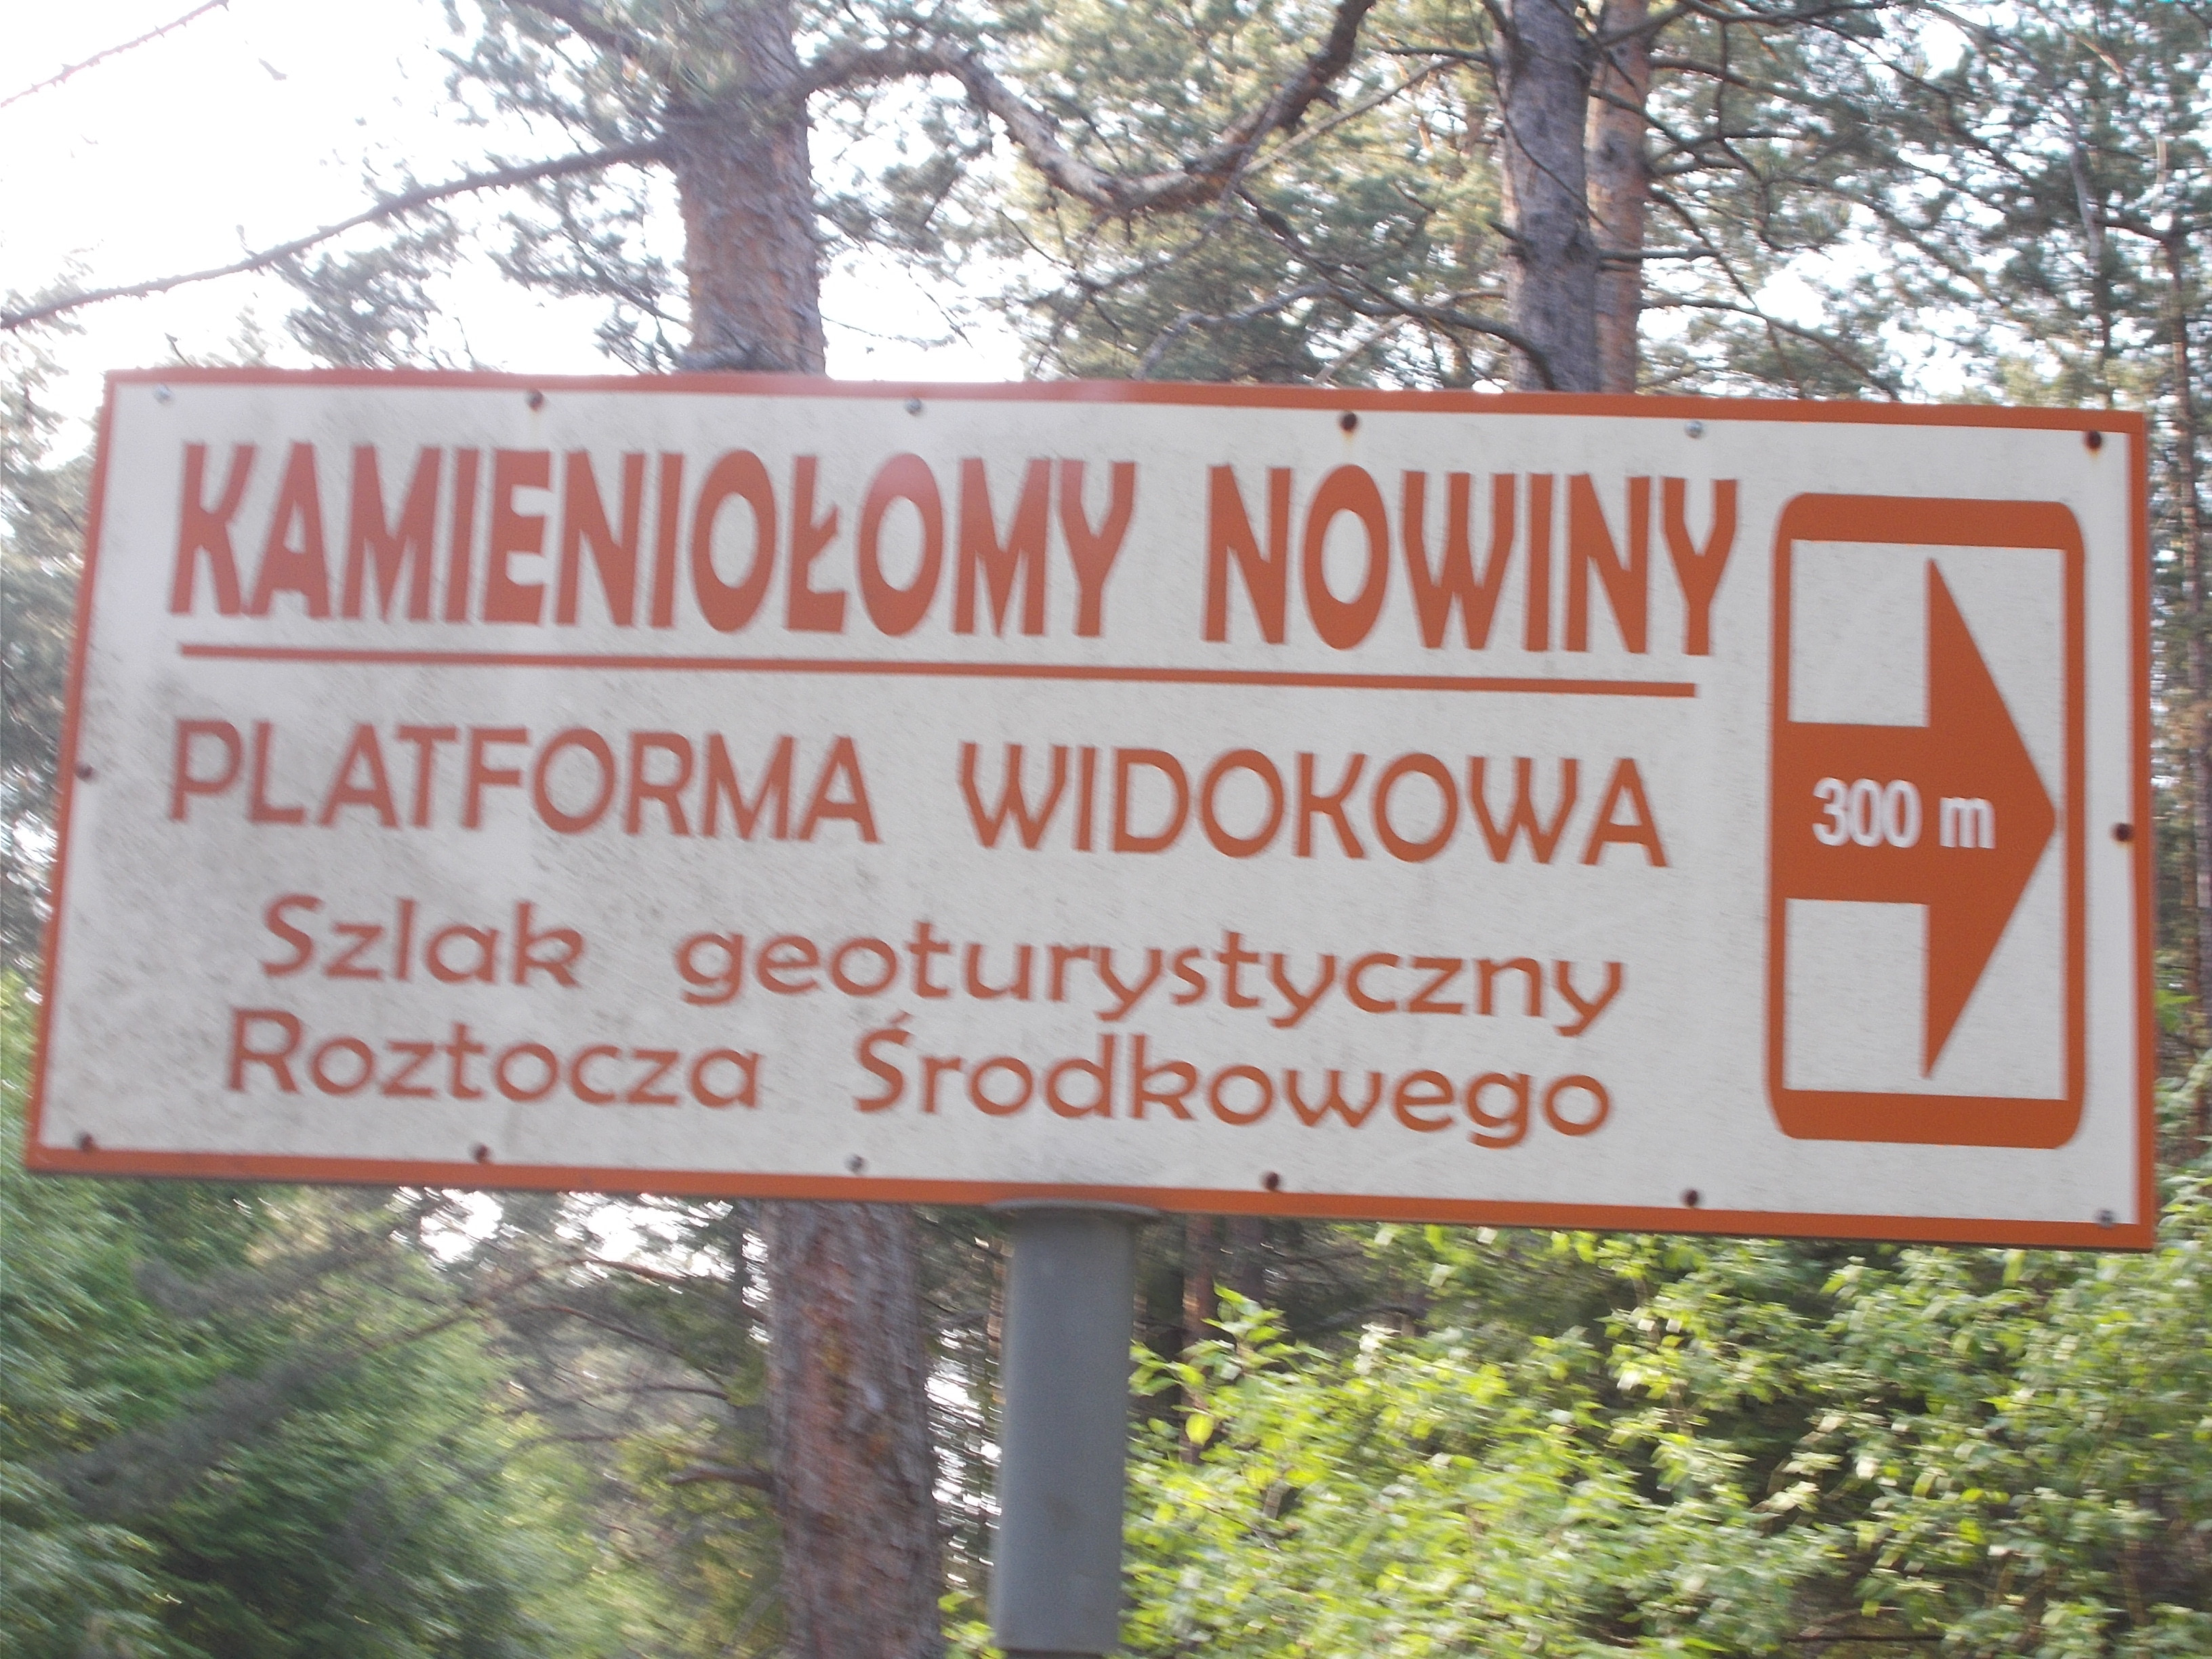 KAMIENIOŁOMY NOWINY
PLATFORMA WIDOKOWA
Szlak geoturystyczny
Roztocza Środkowego
300 m